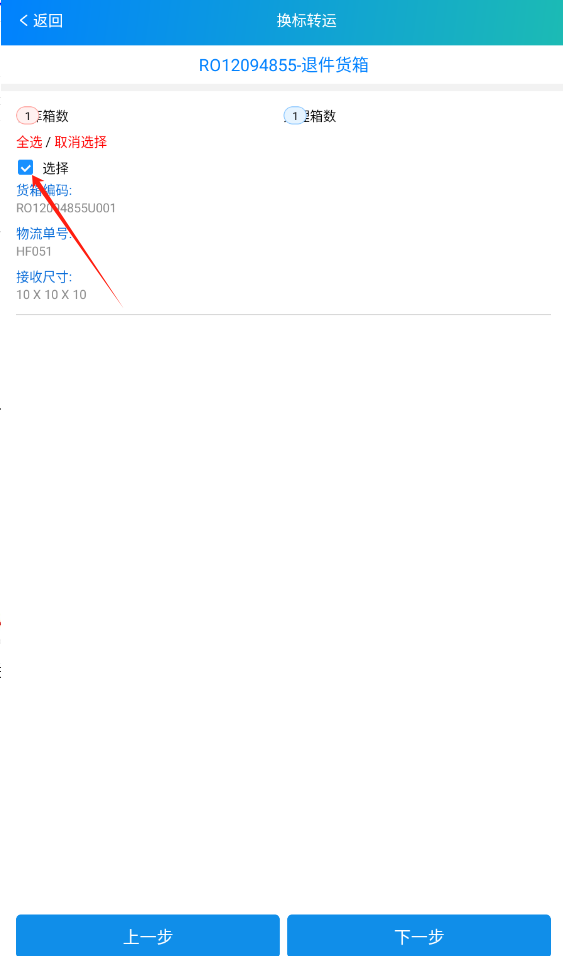 返回
换标转运
RO12094855-退件货箱
1 箱数
1 箱数
全选 / 取消选择
选择
货箱编码:
RO12094855U001
物流单号:
HF051
接收尺寸:
10 X 10 X 10
上一步
下一步